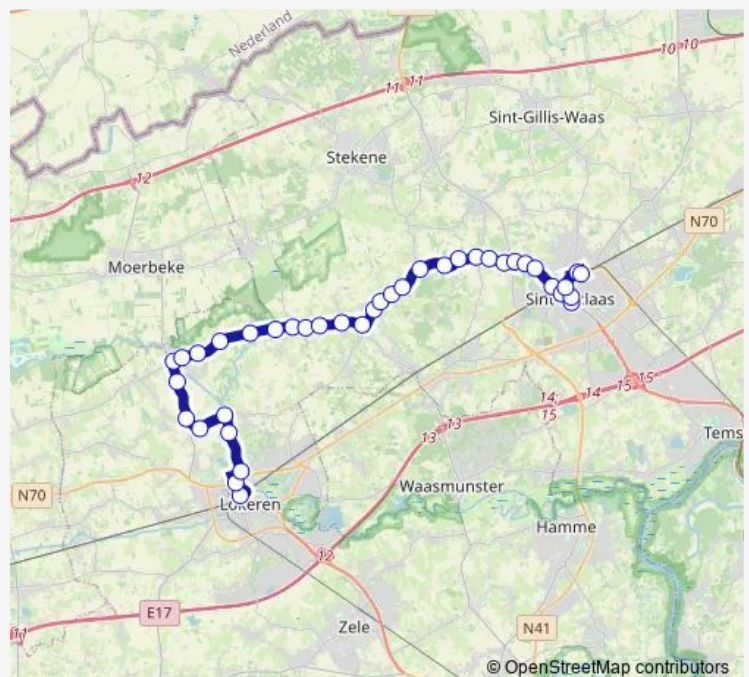 Nederland
10 10
11 11
Sint-Gillis-Waas
Stekene
12
N70
Moerbeke
14
15
14 15 15
13 13
Tems
N70
Waasmunster
Lokeren
Hamme
12
E17
11
Zele
N41
© OpenStreetMap contributors